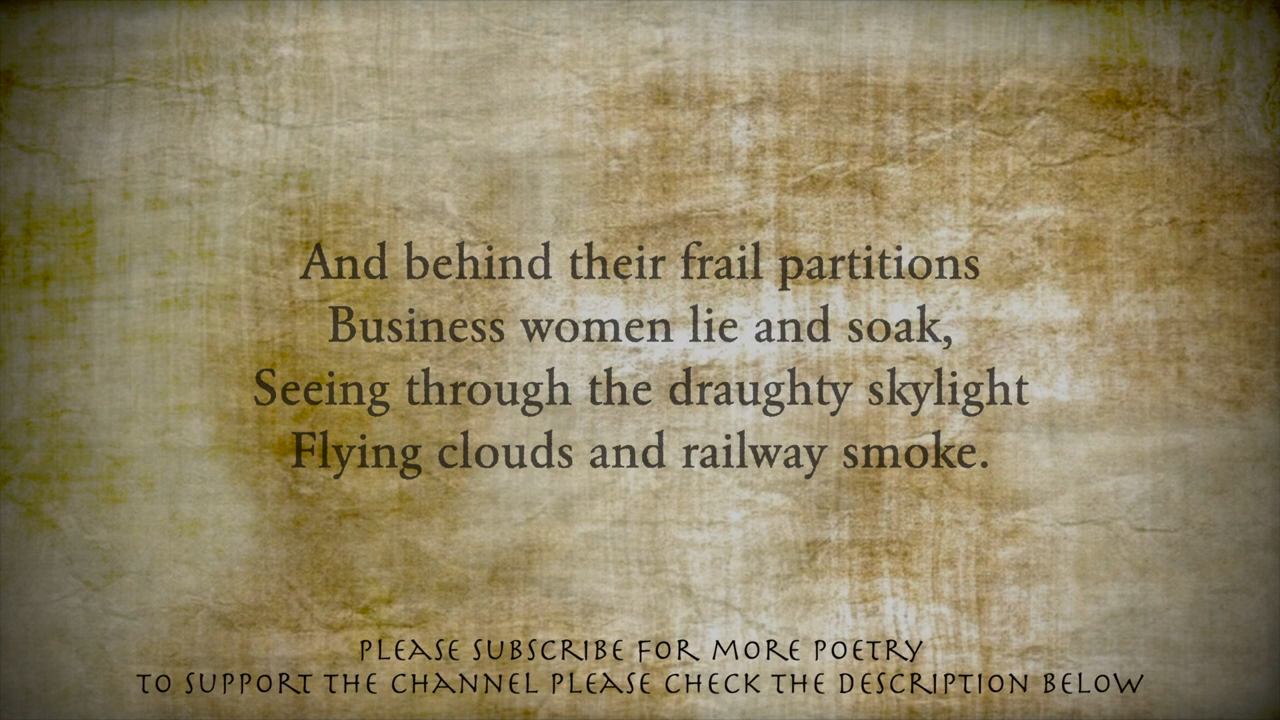 And behind their frail partitions
Business women lie and soak,
Seeing through the draughty skylight
Flying clouds and railway smoke.
PLEASE SUBSCRIBE FOR MORE POETRY
TO SUPPORT THE CHANNEL PLEASE CHECK THE DESCRIPTION BELOW